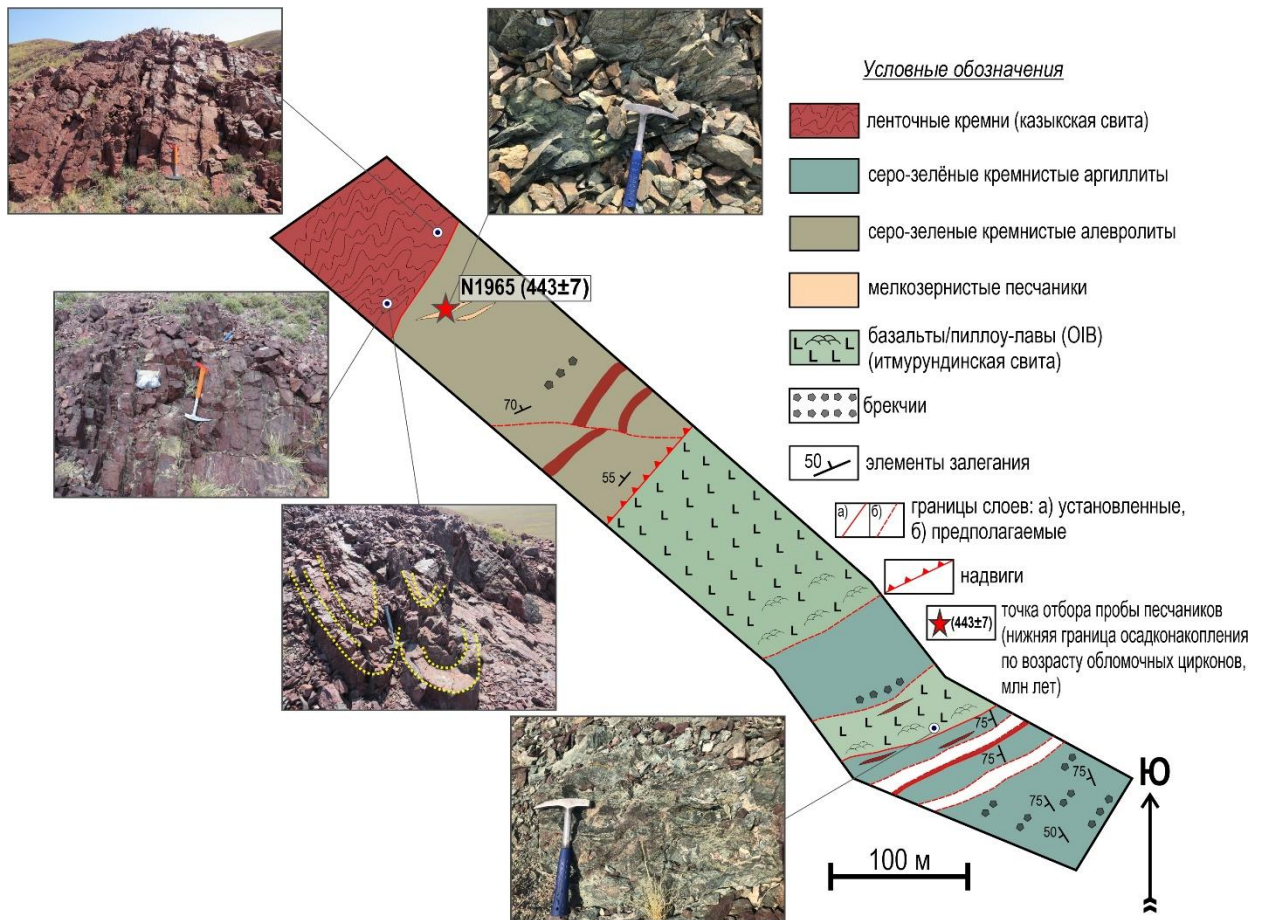 Условные обозначения
ленточные кремни (казыкская свита)
серо-зелёные кремнистые аргиллиты
серо-зеленые кремнистые алевролиты
мелкозернистые песчаники
L L L L
базальты/пиллоу-лавы (OIB)
(итмурундинская свита)
брекчии
50
элементы залегания
а) б)
границы слоев: а) установленные,
б) предполагаемые
надвиги
(443±7)
точка отбора пробы песчаников
(нижняя граница осадконакопления
по возрасту обломочных цирконов,
млн лет)
N1965 (443±7)
70
55
L L L L L L L L L L L L L L L L L L L L L L L L L L L L L L
L L L L L L
75
75
75
75
50
Ю
100 м